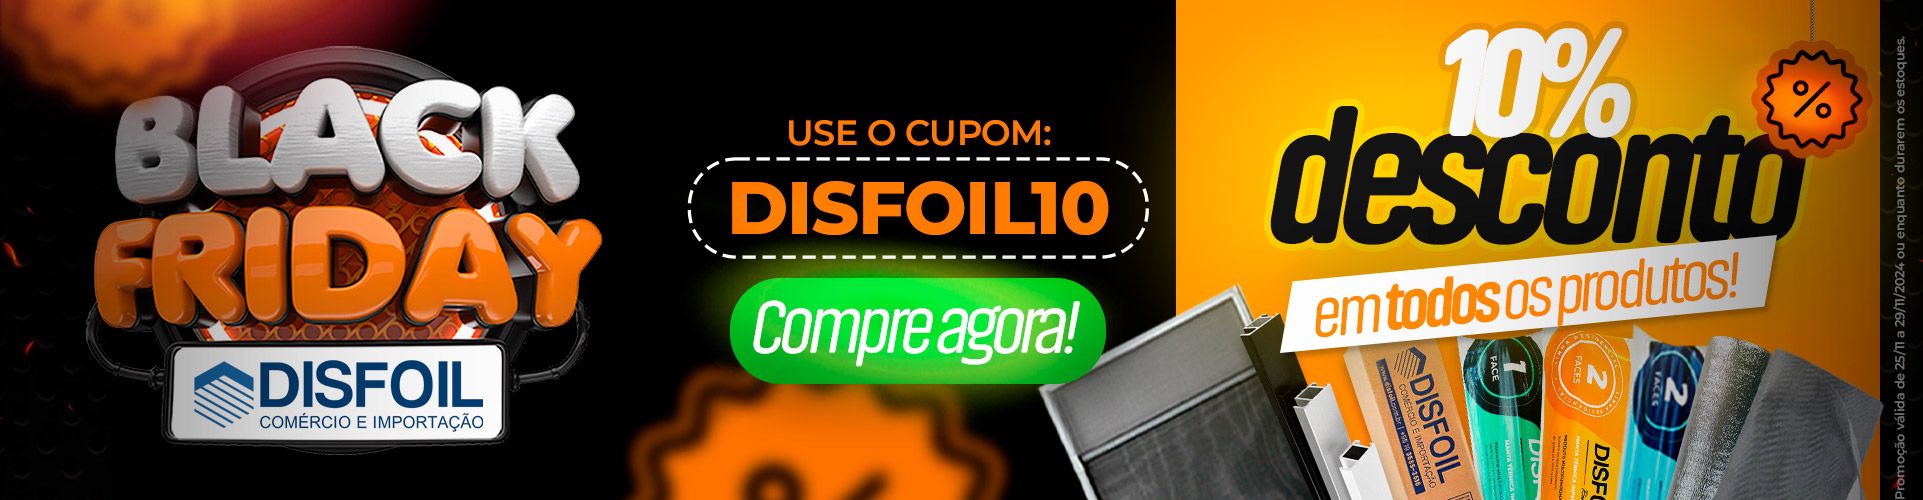 BLACK
FRIDAY
DISFOIL
COMÉRCIO E IMPORTAÇÃO
USE O CUPOM:
DISFOIL10
Compre agora!
10%
desconto
%
em todos os produtos!
DISFOIL
COMÉRCIO E IMPORTAÇÃO
1
FACE
2
FACES
LINHA RESIDENCIAL
DISFOIL
2
FACES
Promoção válida de 25/11 a 29/11/2024 ou enquanto durarem os estoques.